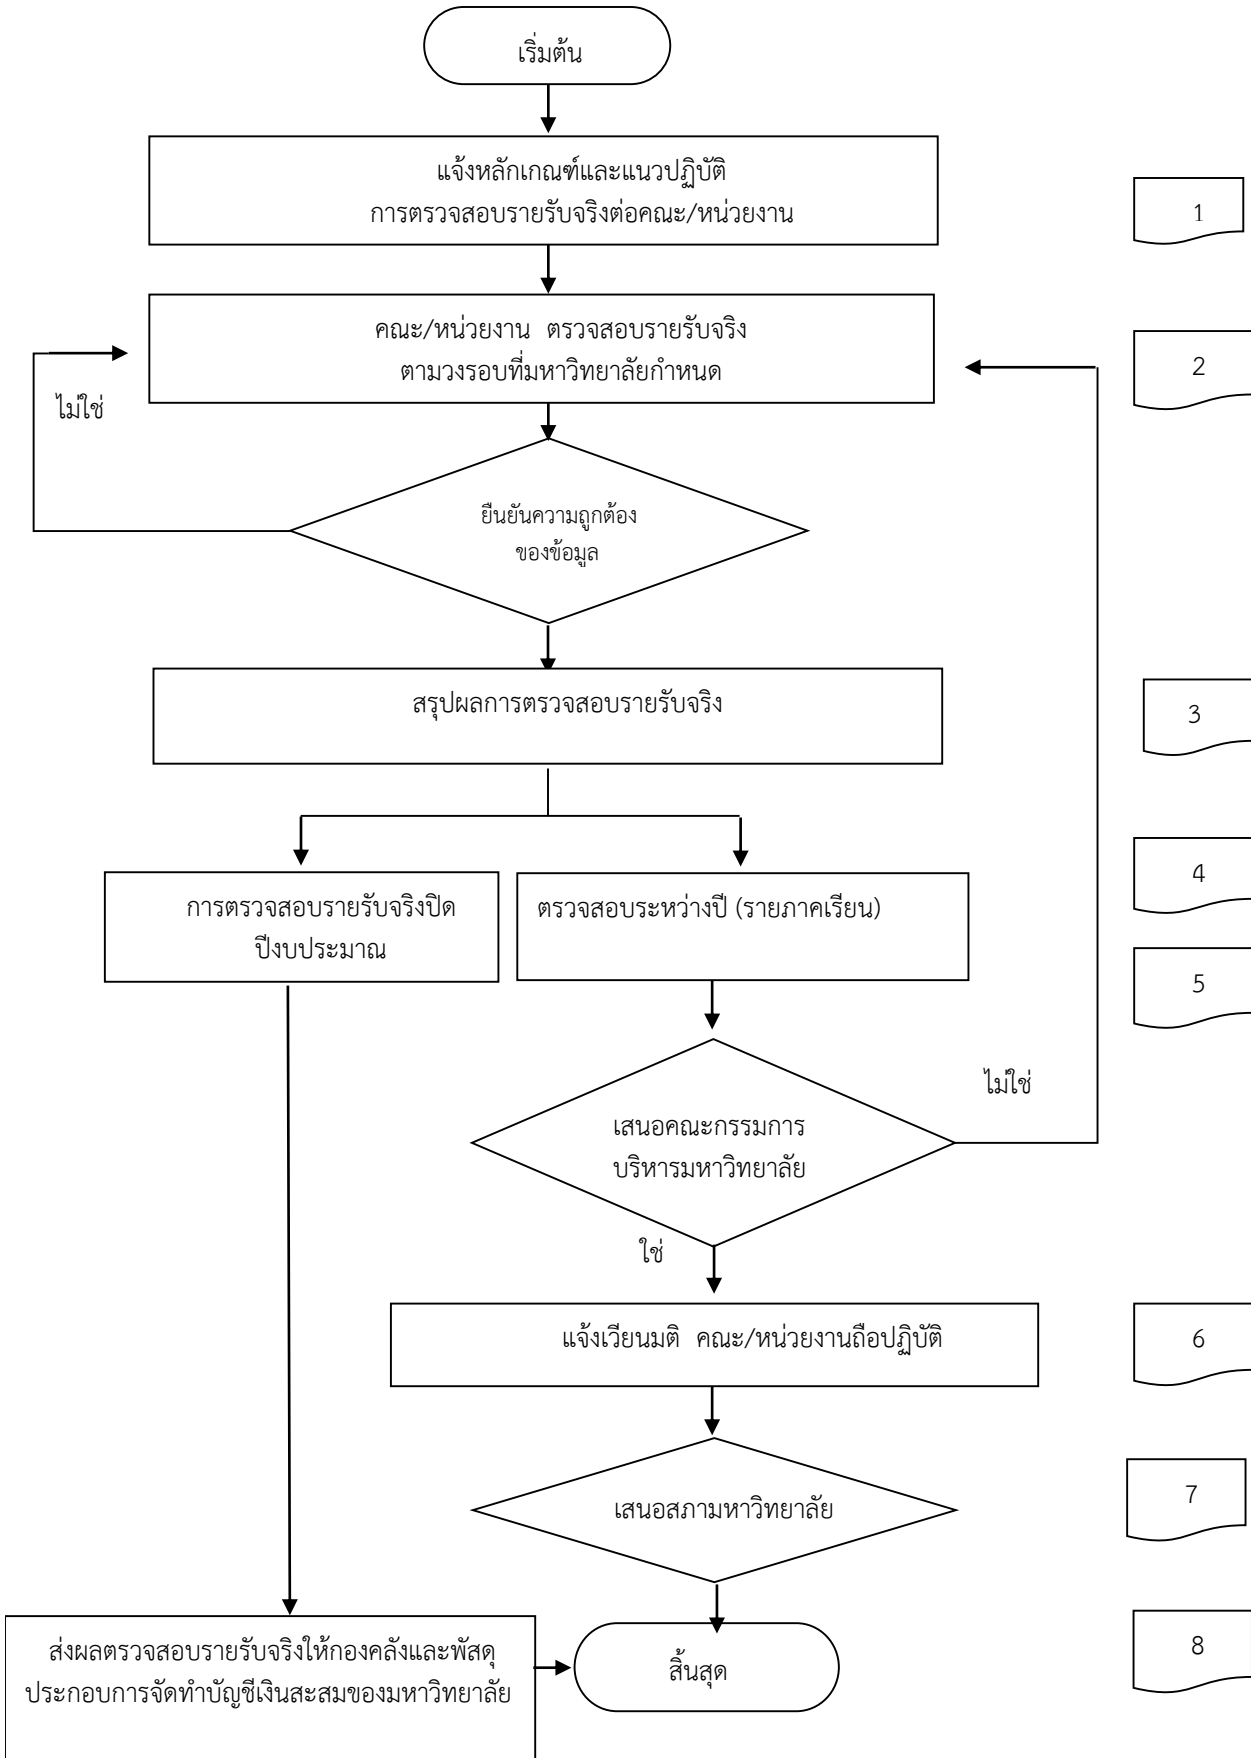 เริ่มต้น
แจ้งหลักเกณฑ์และแนวปฏิบัติ
การตรวจสอบรายรับจริงต่อคณะ/หน่วยงาน
1
คณะ/หน่วยงาน ตรวจสอบรายรับจริง
ตามวงรอบที่มหาวิทยาลัยกำหนด
2
ไม่ใช่
ยืนยันความถูกต้อง
ของข้อมูล
สรุปผลการตรวจสอบรายรับจริง
3
การตรวจสอบรายรับจริงปิด
ปีงบประมาณ
ตรวจสอบระหว่างปี (รายภาคเรียน)
4
5
ไม่ใช่
เสนอคณะกรรมการ
บริหารมหาวิทยาลัย
ใช่
แจ้งเวียนมติ คณะ/หน่วยงานถือปฏิบัติ
6
เสนอสภามหาวิทยาลัย
7
ส่งผลตรวจสอบรายรับจริงให้กองคลังและพัสดุ
ประกอบการจัดทำบัญชีเงินสะสมของมหาวิทยาลัย
สิ้นสุด
8